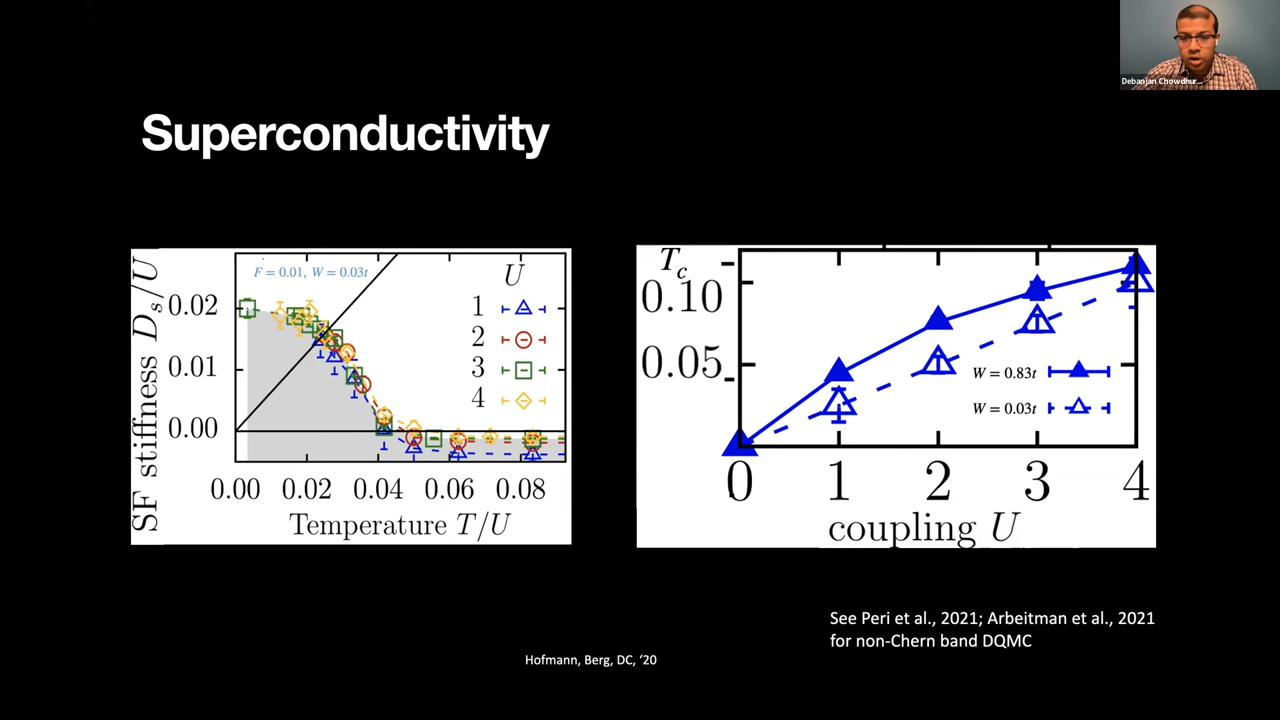 Debanjan Chowdhur...
Superconductivity
SF stiffness D_s/U
F = 0.01, W = 0.03t
U
1
2
3
4
0.02
0.01
0.00
0.00 0.02 0.04 0.06 0.08
Temperature T/U
T_c
0.10
0.05
W = 0.83t
W = 0.03t
0 1 2 3 4
coupling U
See Peri et al., 2021; Arbeitman et al., 2021
for non-Chern band DQMC
Hofmann, Berg, DC, ‘20